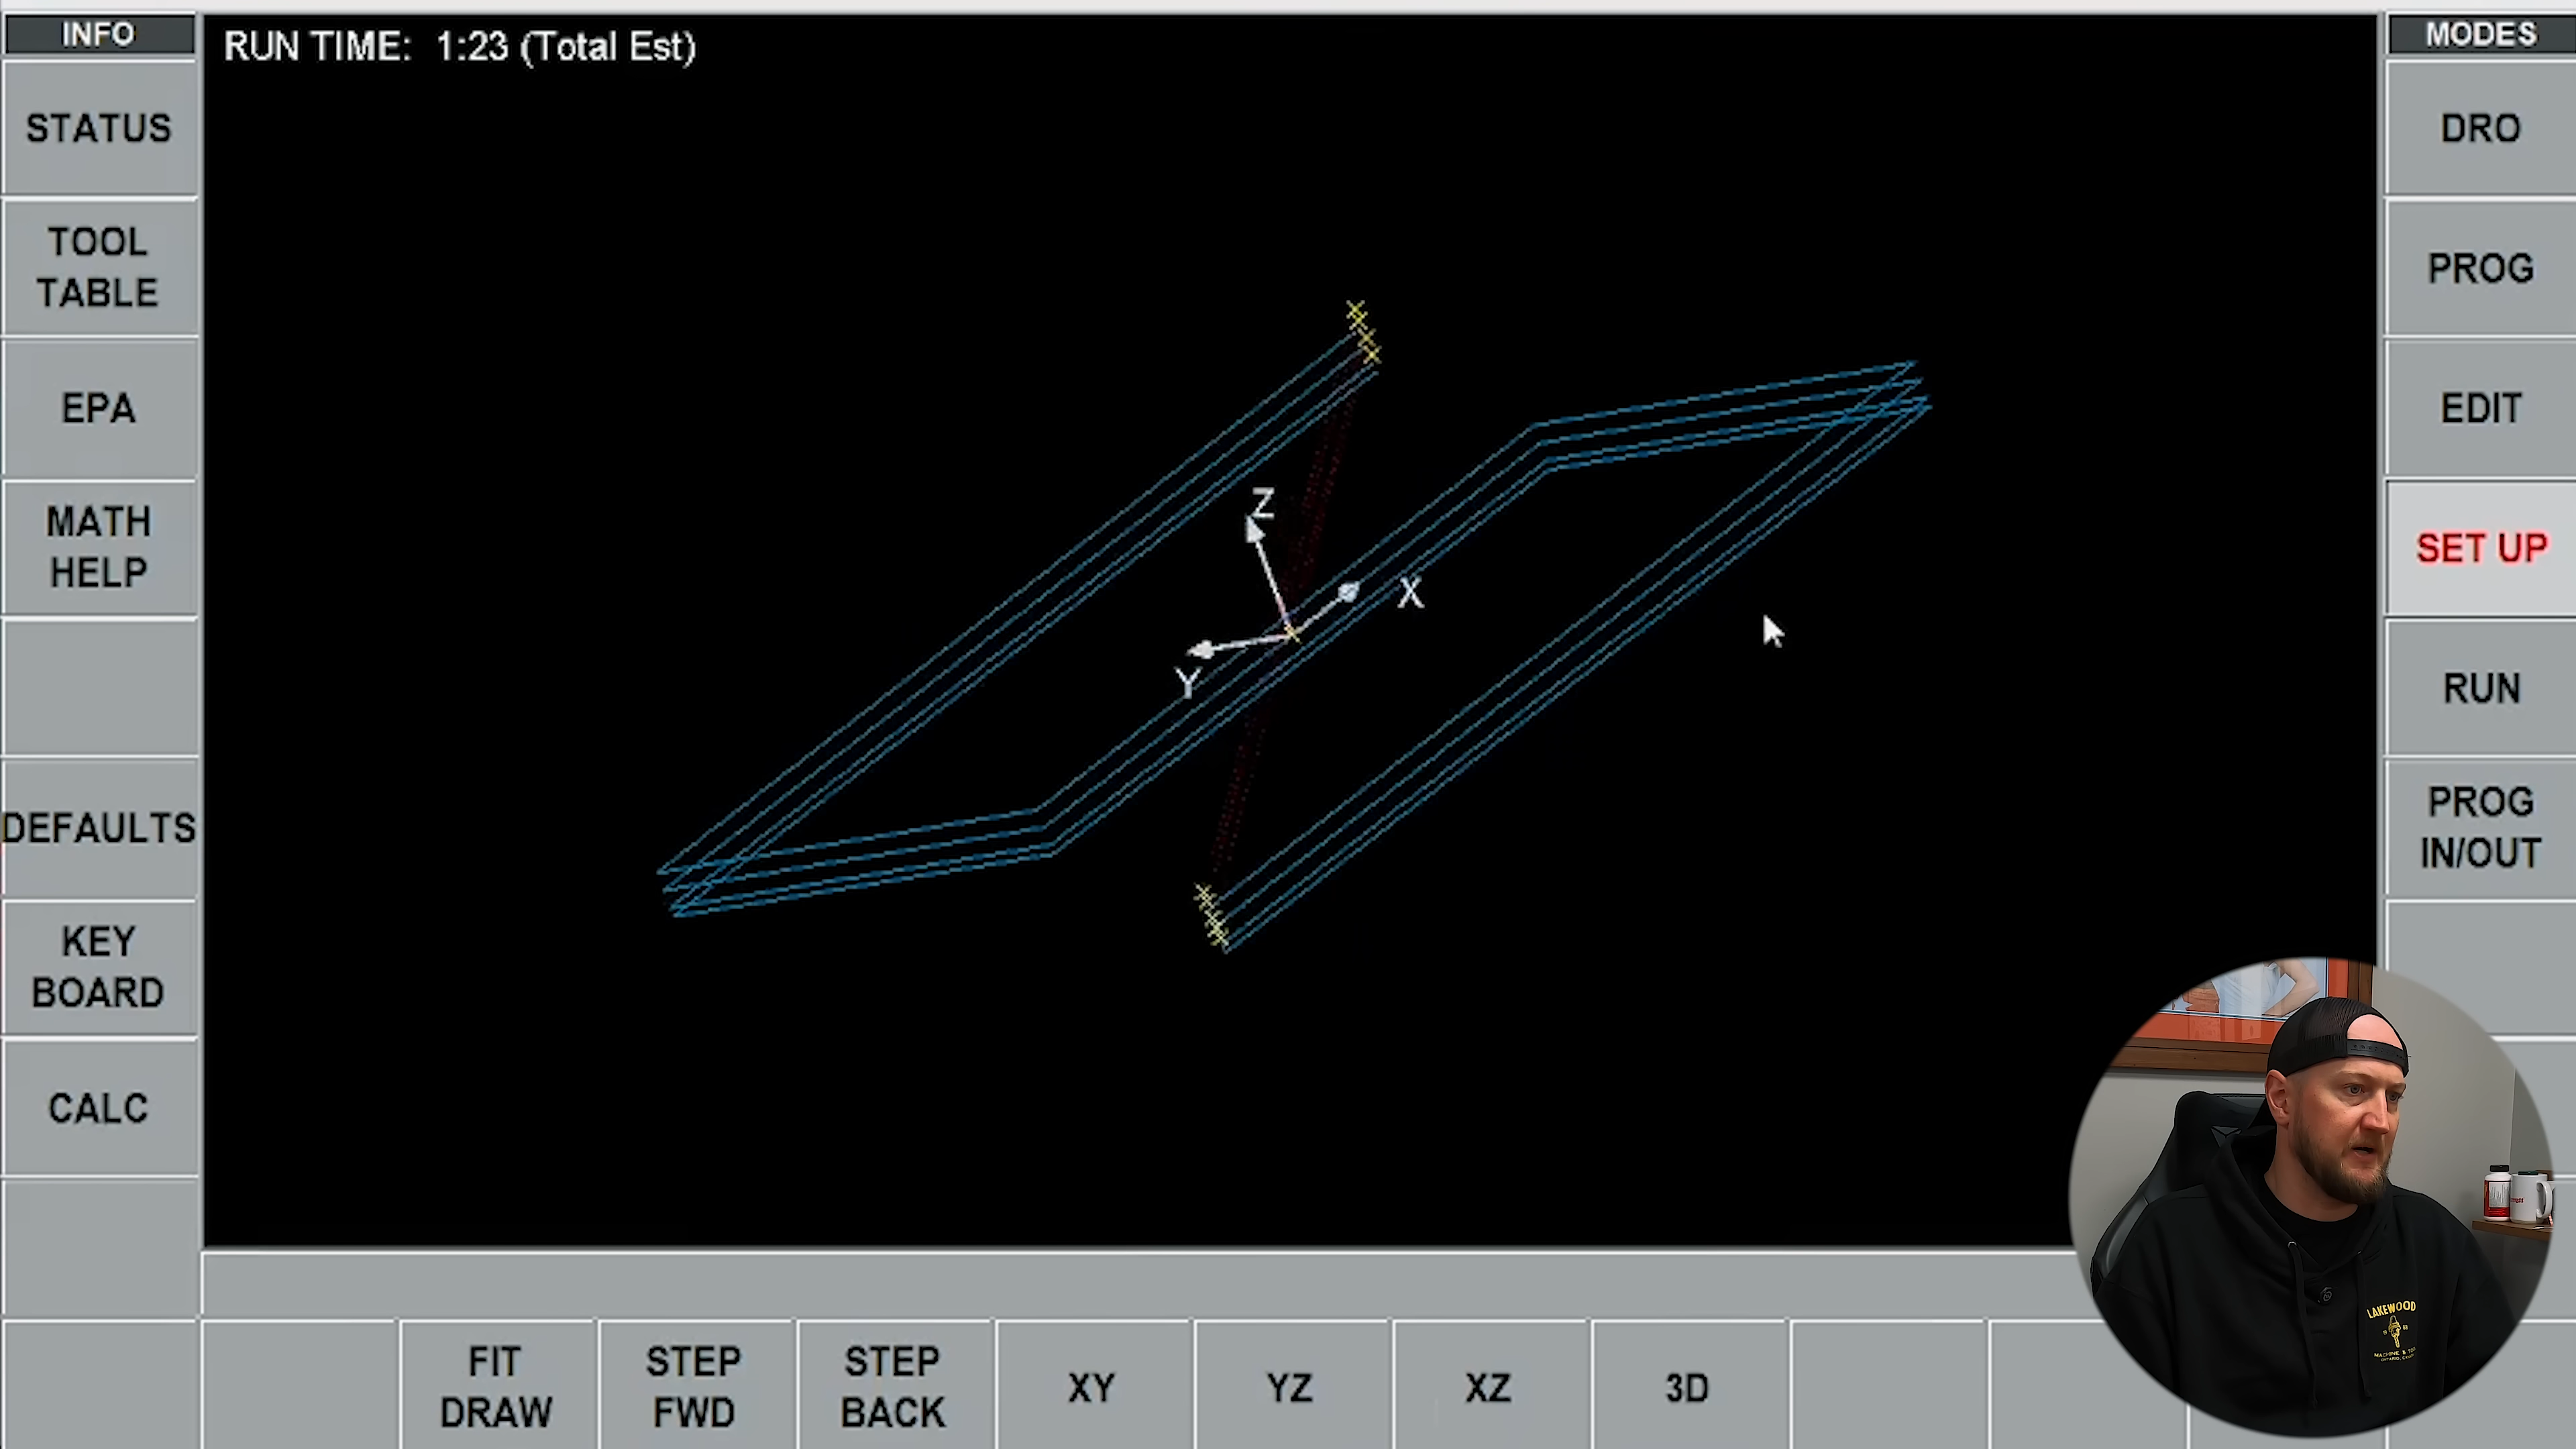 INFO
RUN TIME: 1:23 (Total Est)
MODES
STATUS
DRO
TOOL
TABLE
PROG
EPA
EDIT
MATH
HELP
SET UP
Z
X
Y
RUN
DEFAULTS
PROG
IN/OUT
KEY
BOARD
CALC
LAKEWOOD
FIT
DRAW
STEP
FWD
STEP
BACK
XY
YZ
XZ
3D